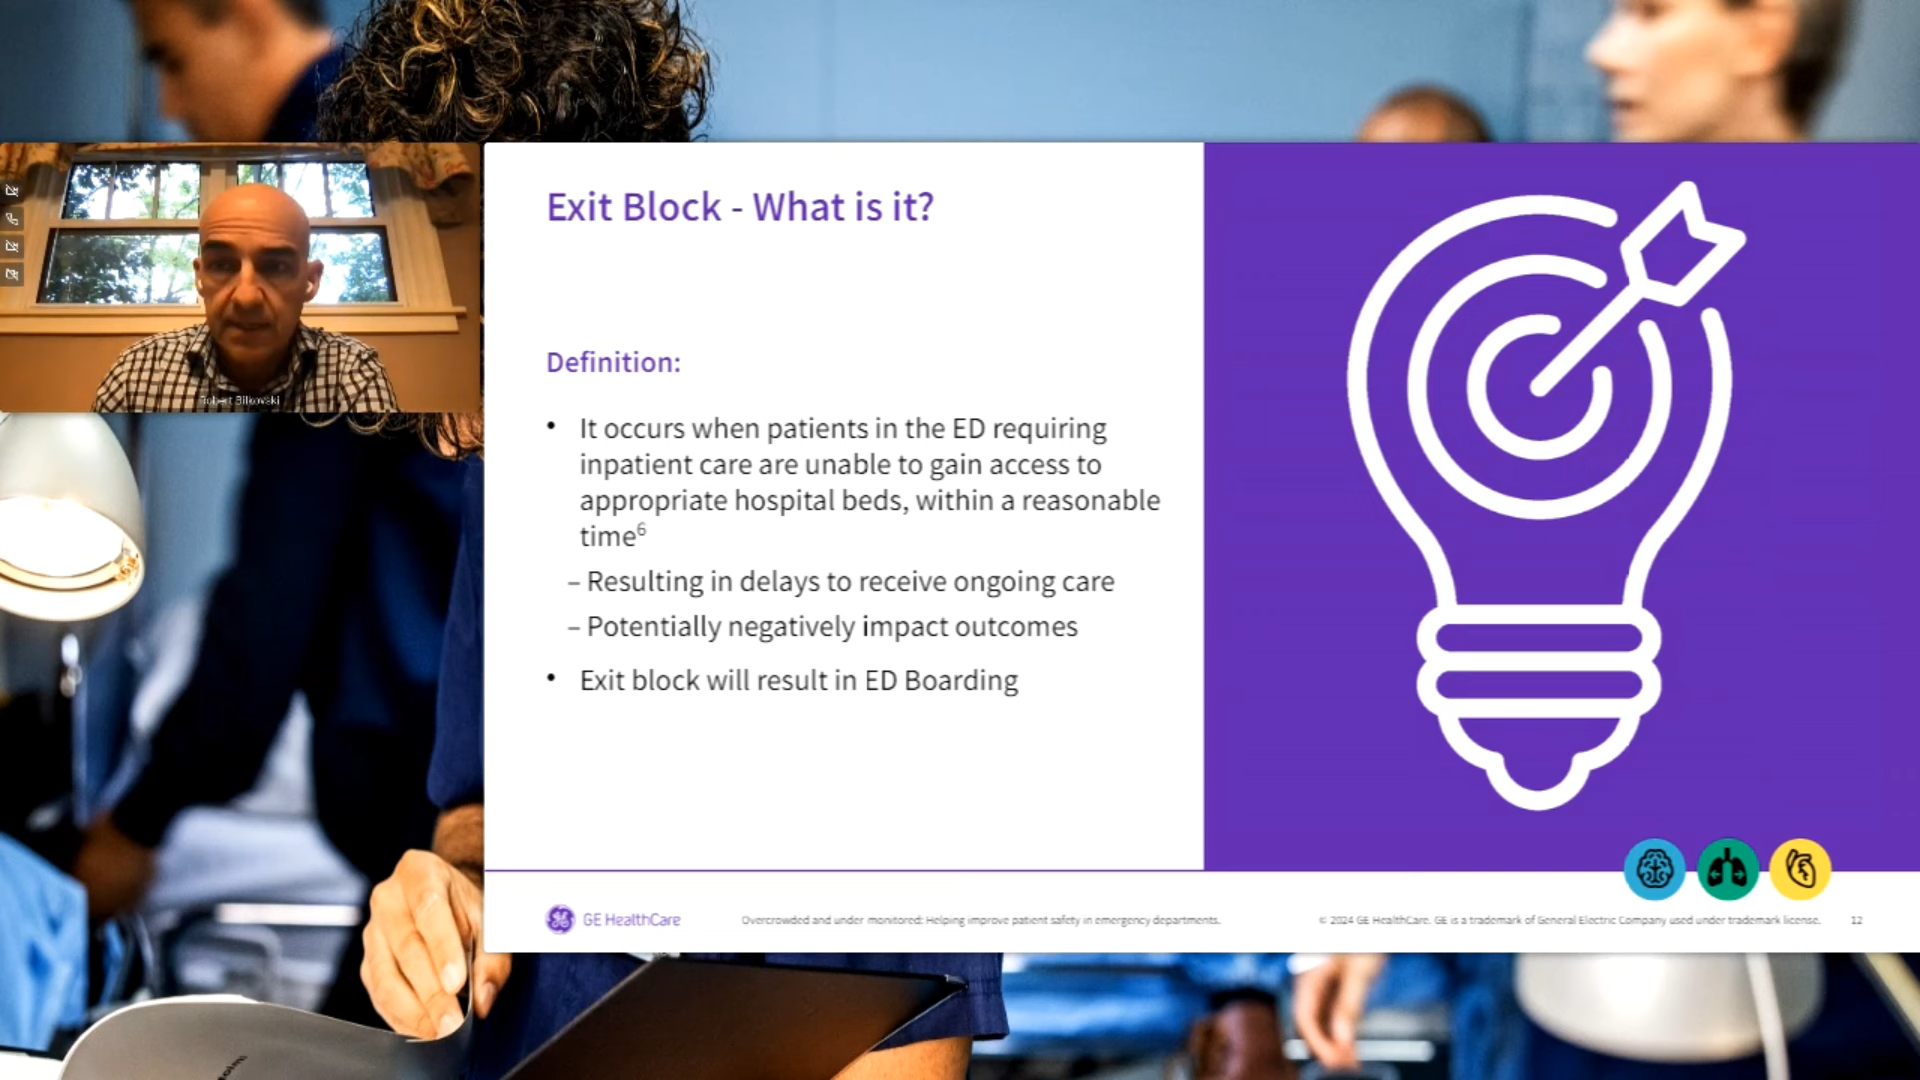 Exit Block - What is it?
Robert Bilkovski
Definition:
• It occurs when patients in the ED requiring
inpatient care are unable to gain access to
appropriate hospital beds, within a reasonable
time⁶
– Resulting in delays to receive ongoing care
– Potentially negatively impact outcomes
• Exit block will result in ED Boarding
GE HealthCare
Overcrowded and under monitored: Helping improve patient safety in emergency departments.
© 2024 GE HealthCare. GE is a trademark of General Electric Company used under trademark license.
12